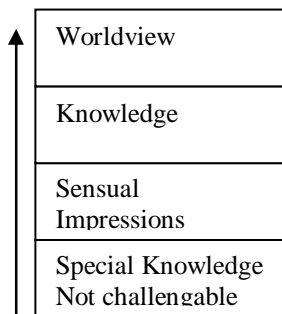 Worldview
Knowledge
Sensual
Impressions
Special Knowledge
Not challengable